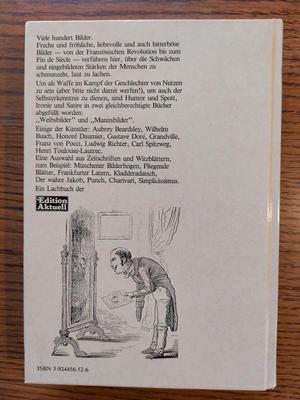 Viele hundert Bilder.
Freche und fröhliche, liebevolle und auch bitterböse
Bilder — von der Französischen Revolution bis zum
Fin de Siècle — verführen hier, über die Schwächen
und eingebildeten Stärken der Menschen zu
schmunzeln, laut zu lachen.
Um als Waffe im Kampf der Geschlechter von Nutzen
zu sein (aber bitte nicht damit werfen!), um auch der
Selbsterkenntnis zu dienen, sind Humor und Spott,
Ironie und Satire in zwei gleichberechtigte Bücher
abgefüllt worden:
„Weibsbilder" und „Mannsbilder".
Einige der Künstler: Aubrey Beardsley, Wilhelm
Busch, Honoré Daumier, Gustave Doré, Grandville,
Franz von Pocci, Ludwig Richter, Carl Spitzweg,
Henri Toulouse-Lautrec.
Eine Auswahl aus Zeitschriften und Witzblättern,
zum Beispiel: Münchener Bilderbogen, Fliegende
Blätter, Frankfurter Latern, Kladderadatsch,
Der wahre Jakob, Punch, Charivari, Simplicissimus.
Ein Lachbuch der
Edition
Aktuell
ISBN 3-924456-52-6